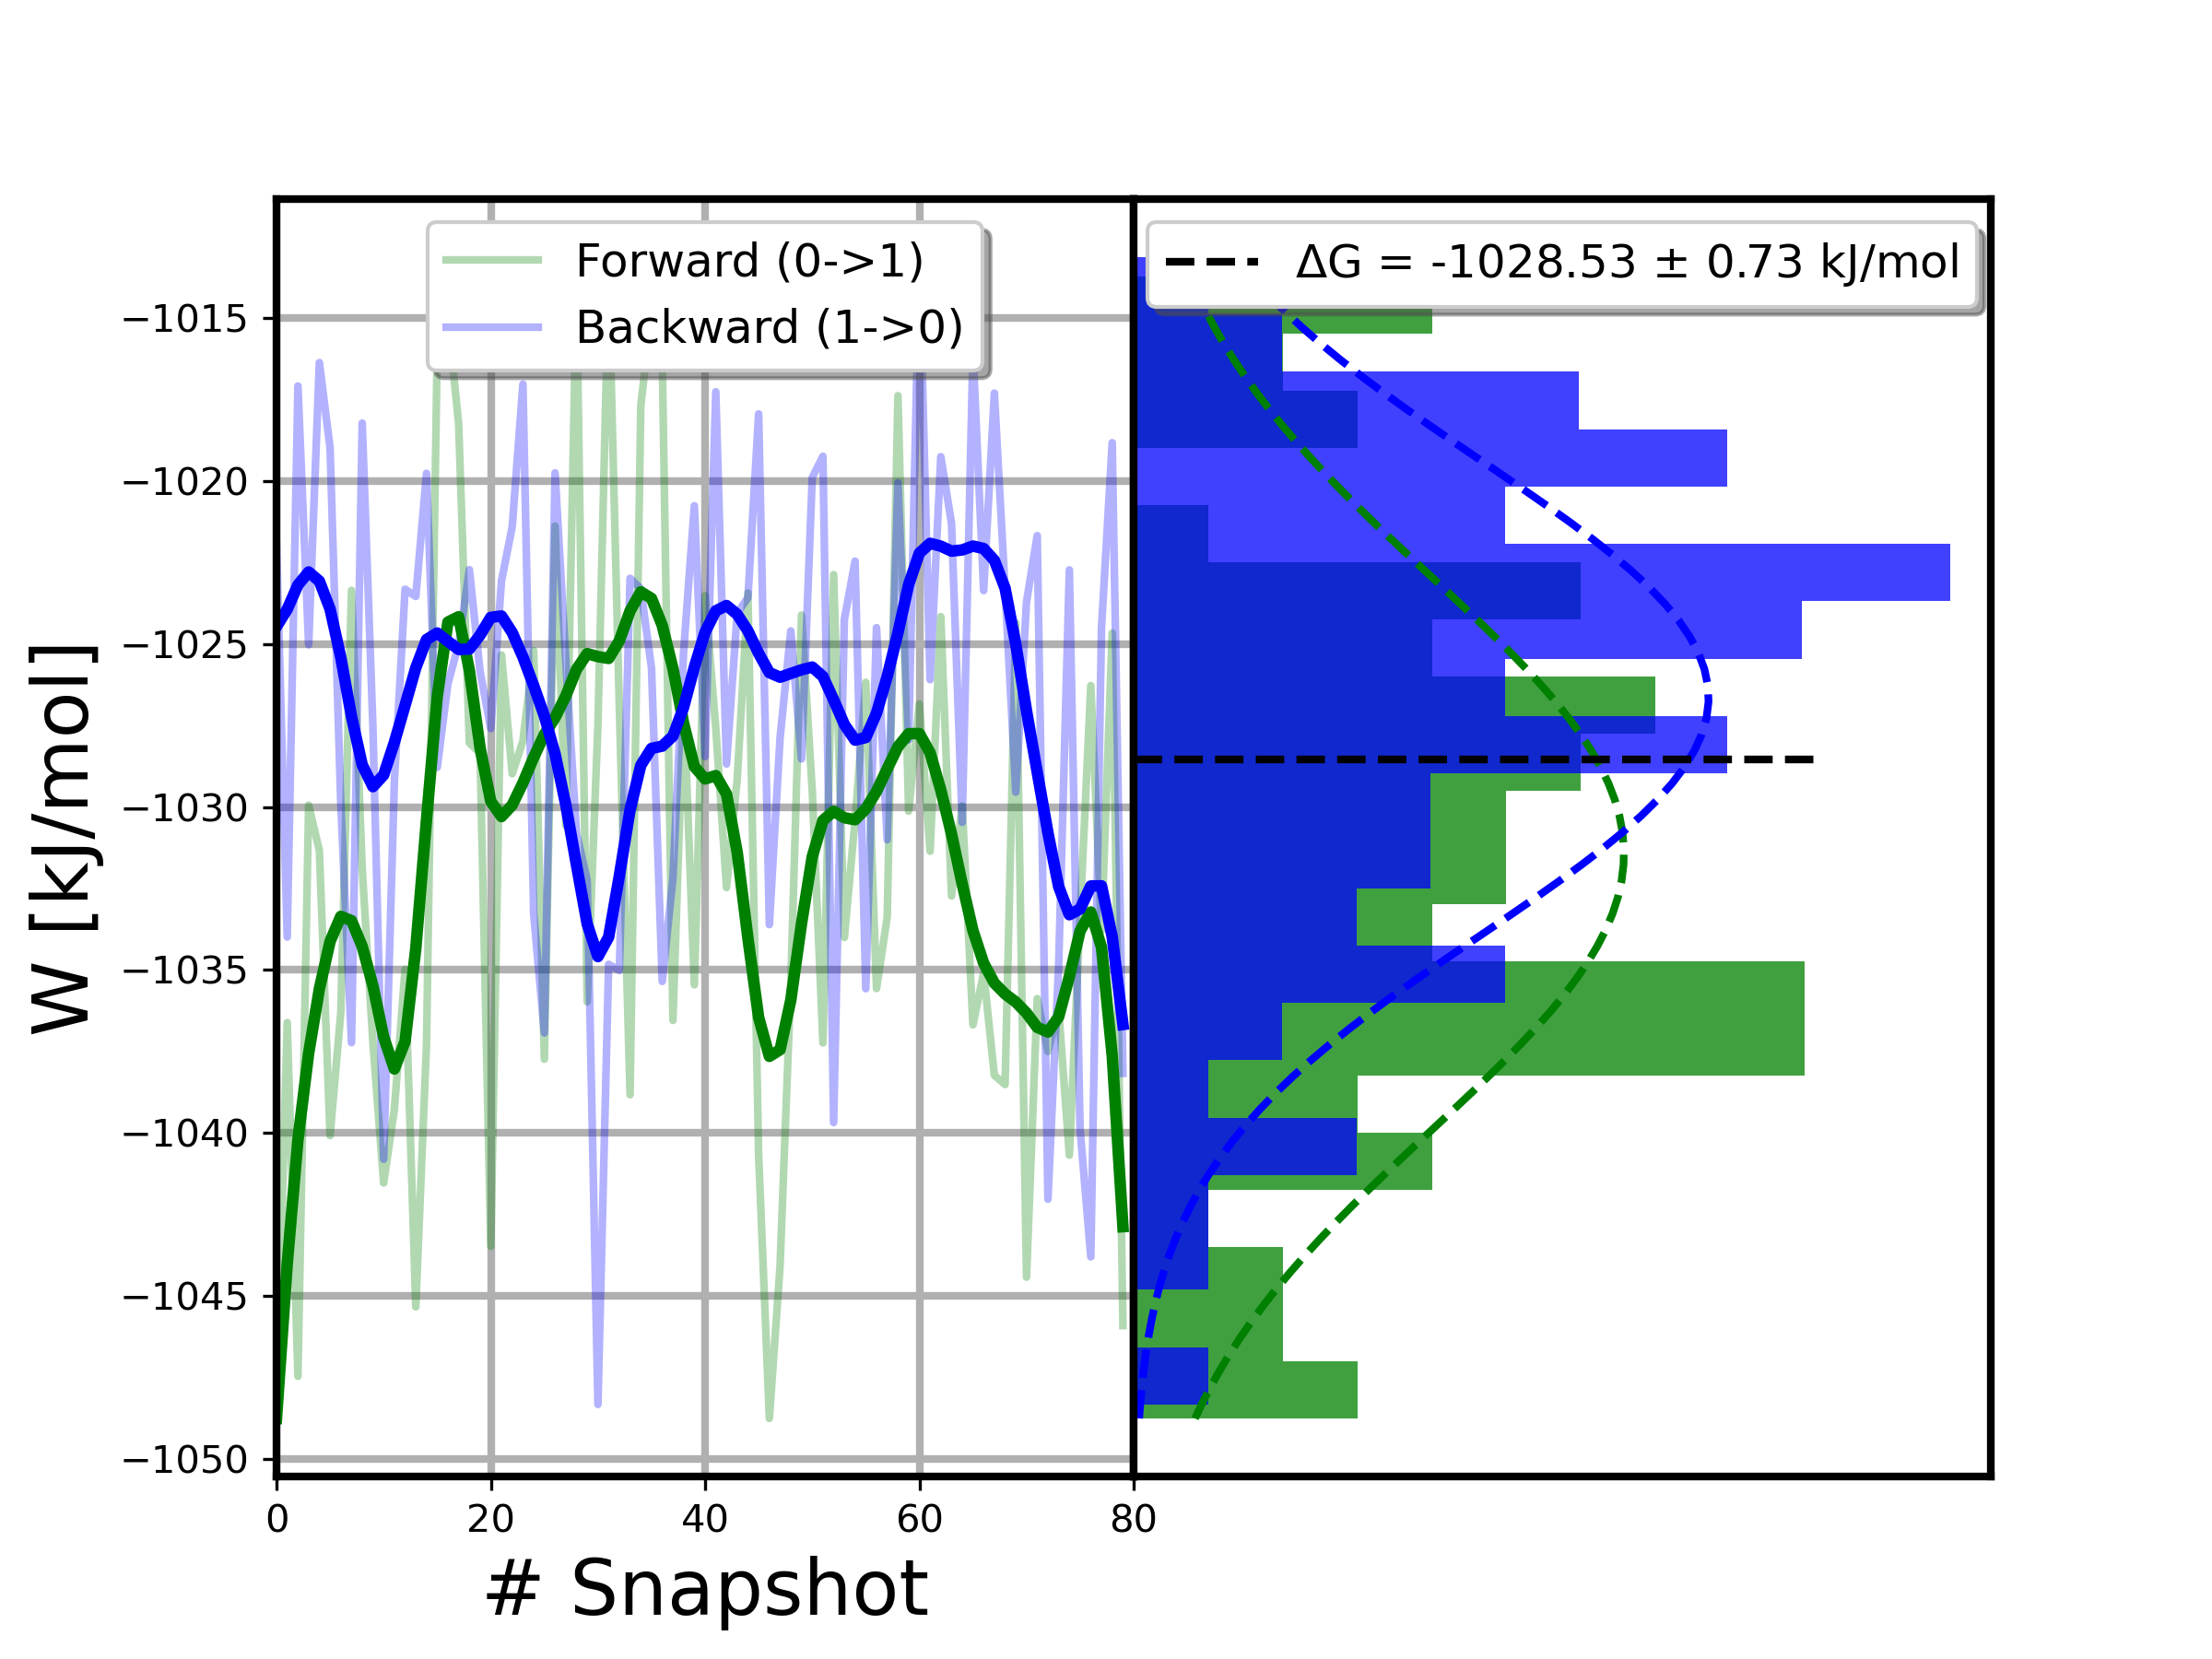 Forward (0->1)
Backward (1->0)
ΔG = -1028.53 ± 0.73 kJ/mol
W [kJ/mol]
−1015
−1020
−1025
−1030
−1035
−1040
−1045
−1050
0 20 40 60 80
# Snapshot